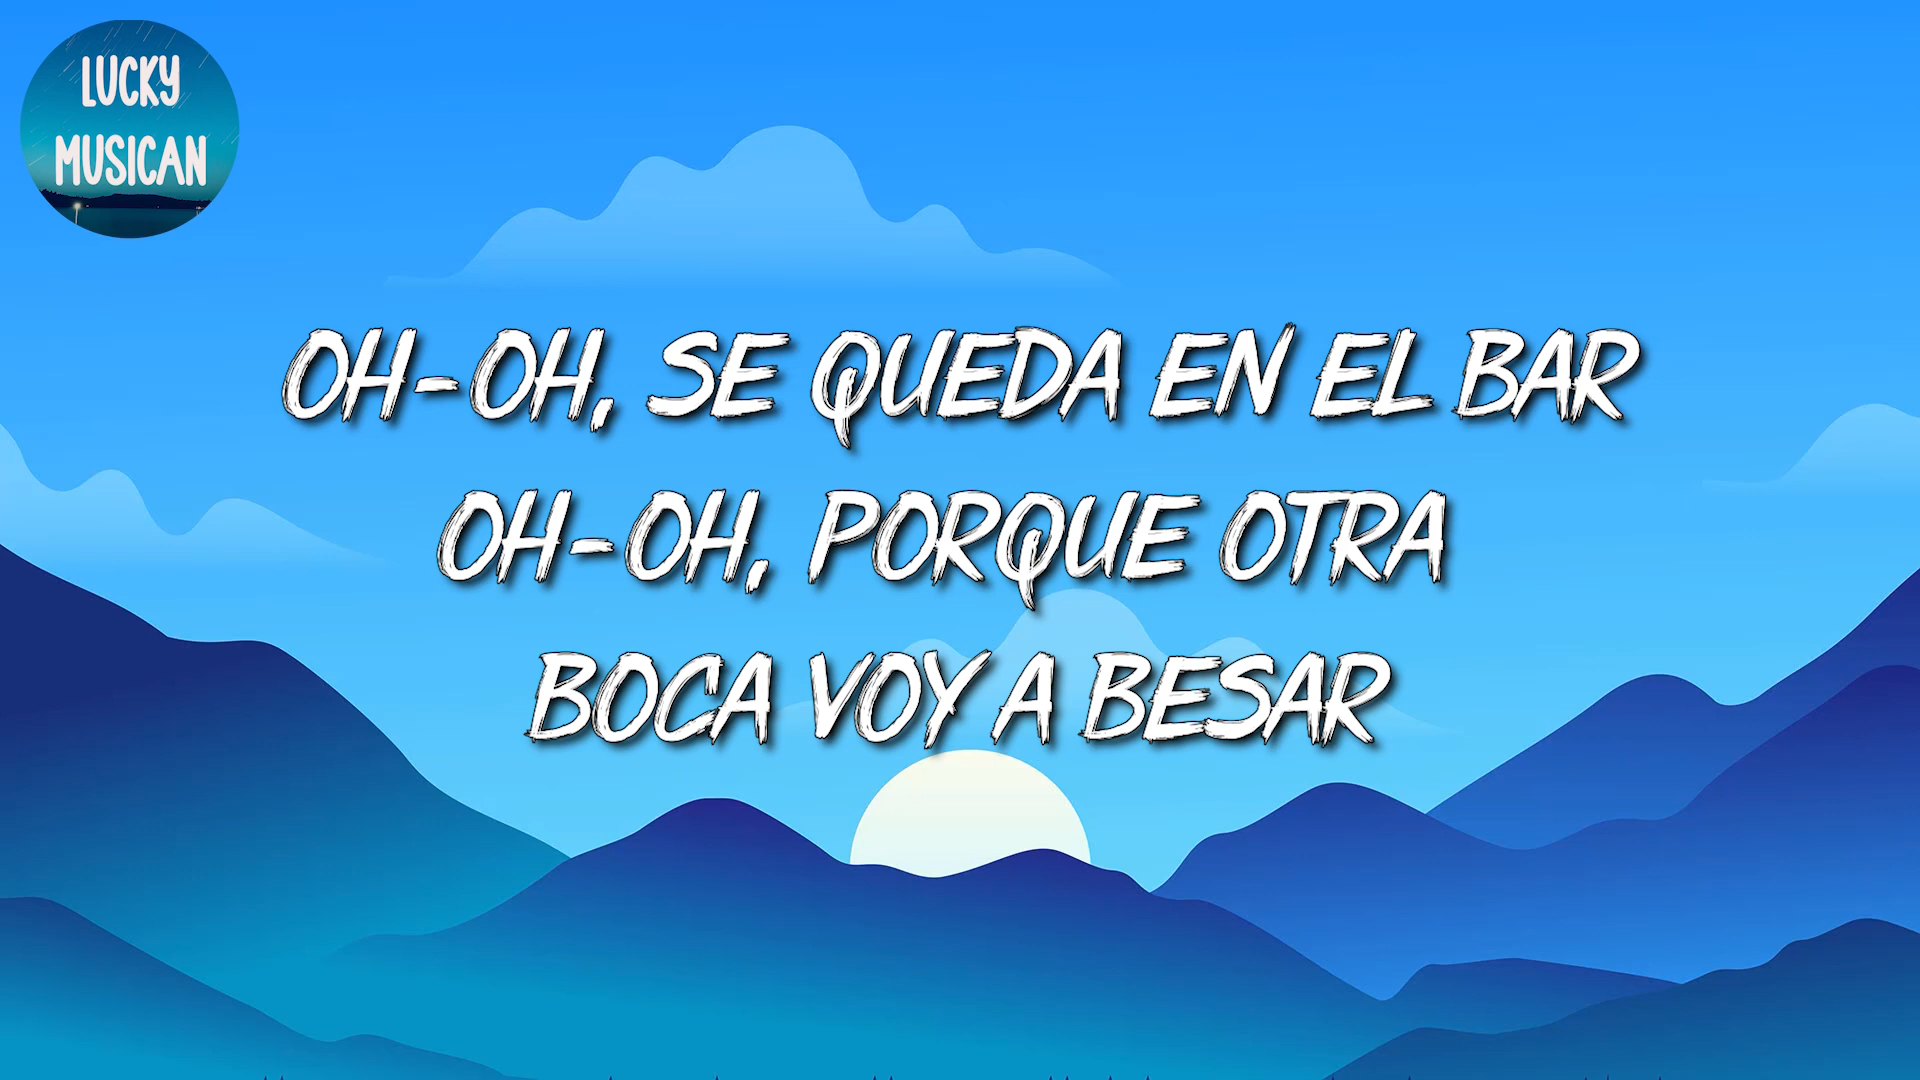 LUCKY
MUSICAN
OH-OH, SE QUEDA EN EL BAR
OH-OH, PORQUE OTRA
BOCA VOY A BESAR